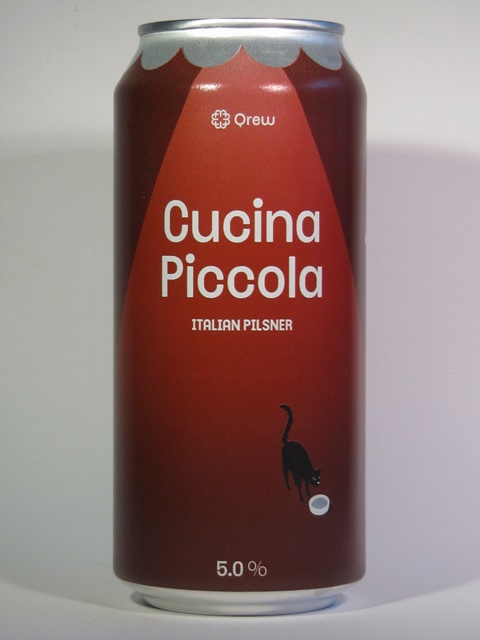 Qrew
Cucina
Piccola
ITALIAN PILSNER
5.0 %